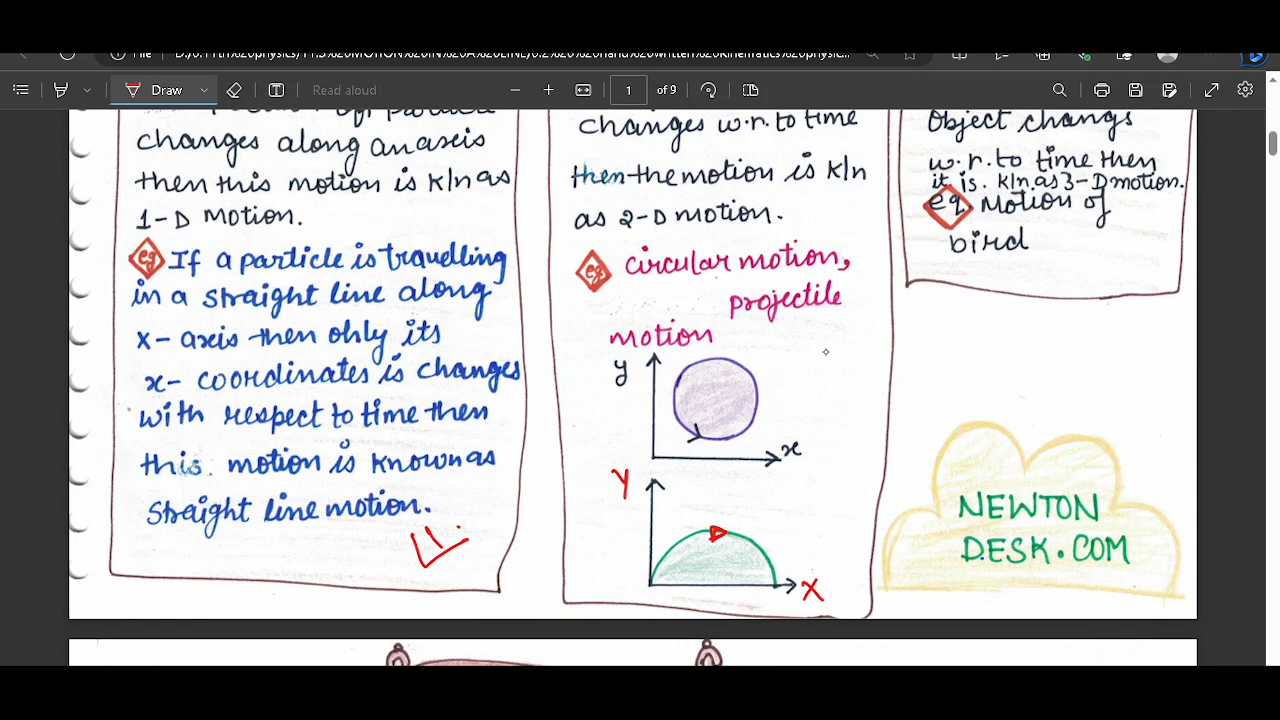 File
Draw
Read aloud
1 of 9
changes along an axis
then this motion is k/n as
1-D Motion.
eg If a particle is travelling
in a straight line along
x- axis then only its
x- coordinates is changes
with respect to time then
this motion is known as
straight line motion.
changes w.r.to time
then the motion is k/n
as 2-D motion.
eg circular motion,
projectile
motion
y
x
Y
X
Object changs
w.r.to time then
it is k/n as 3-D motion.
eg. Motion of
bird
NEWTON
DESK.COM